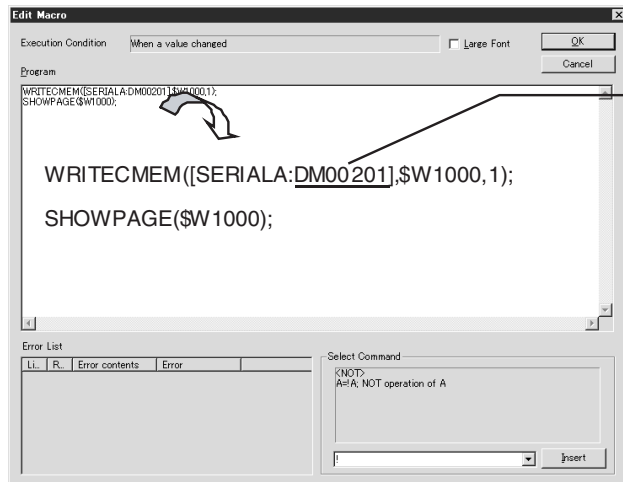 Edit Macro
Execution Condition When a value changed Large Font OK
Cancel
Program
WRITECMEM([SERIALA:DM00201],$W1000,1);
SHOWPAGE($W1000);
WRITECMEM([SERIALA:DM00201],$W1000,1);
SHOWPAGE($W1000);
Error List
Li.. R.. Error contents Error
Select Command
<NOT>
A=!A; NOT operation of A
! Insert